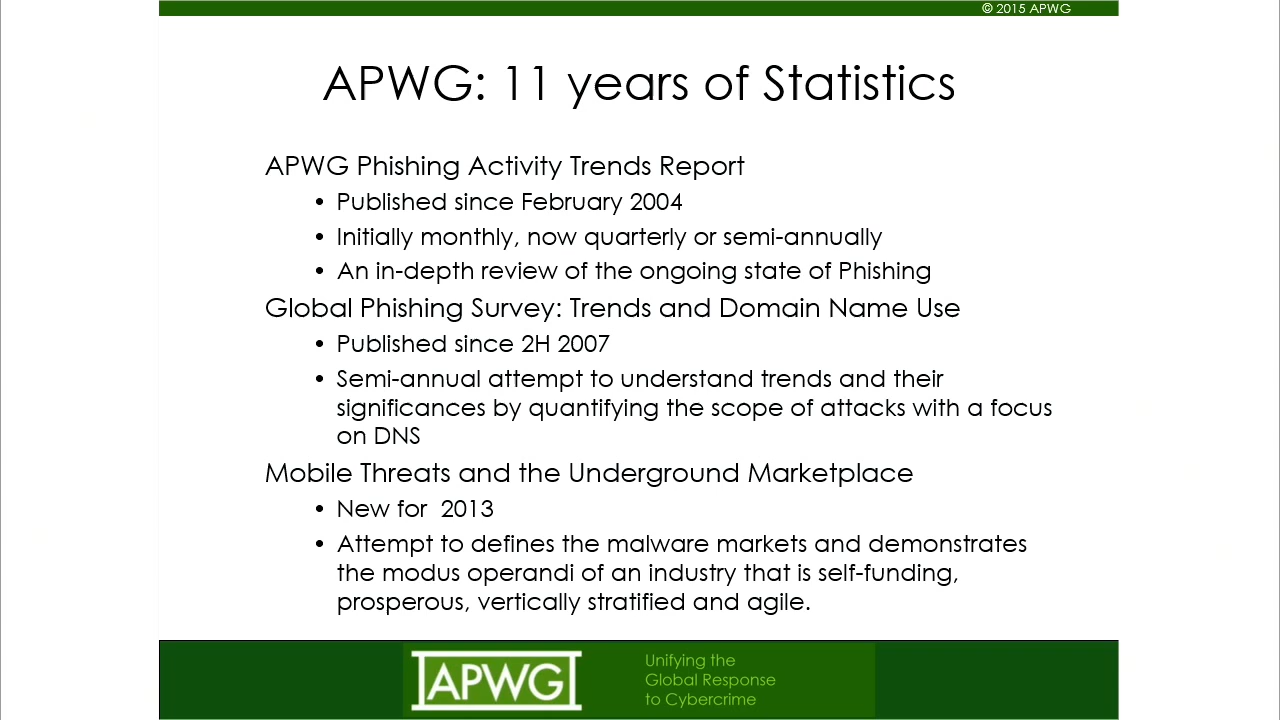 © 2015 APWG
APWG: 11 years of Statistics
APWG Phishing Activity Trends Report
• Published since February 2004
• Initially monthly, now quarterly or semi-annually
• An in-depth review of the ongoing state of Phishing
Global Phishing Survey: Trends and Domain Name Use
• Published since 2H 2007
• Semi-annual attempt to understand trends and their
significances by quantifying the scope of attacks with a focus
on DNS
Mobile Threats and the Underground Marketplace
• New for  2013
• Attempt to defines the malware markets and demonstrates
the modus operandi of an industry that is self-funding,
prosperous, vertically stratified and agile.
APWG
Unifying the
Global Response
to Cybercrime